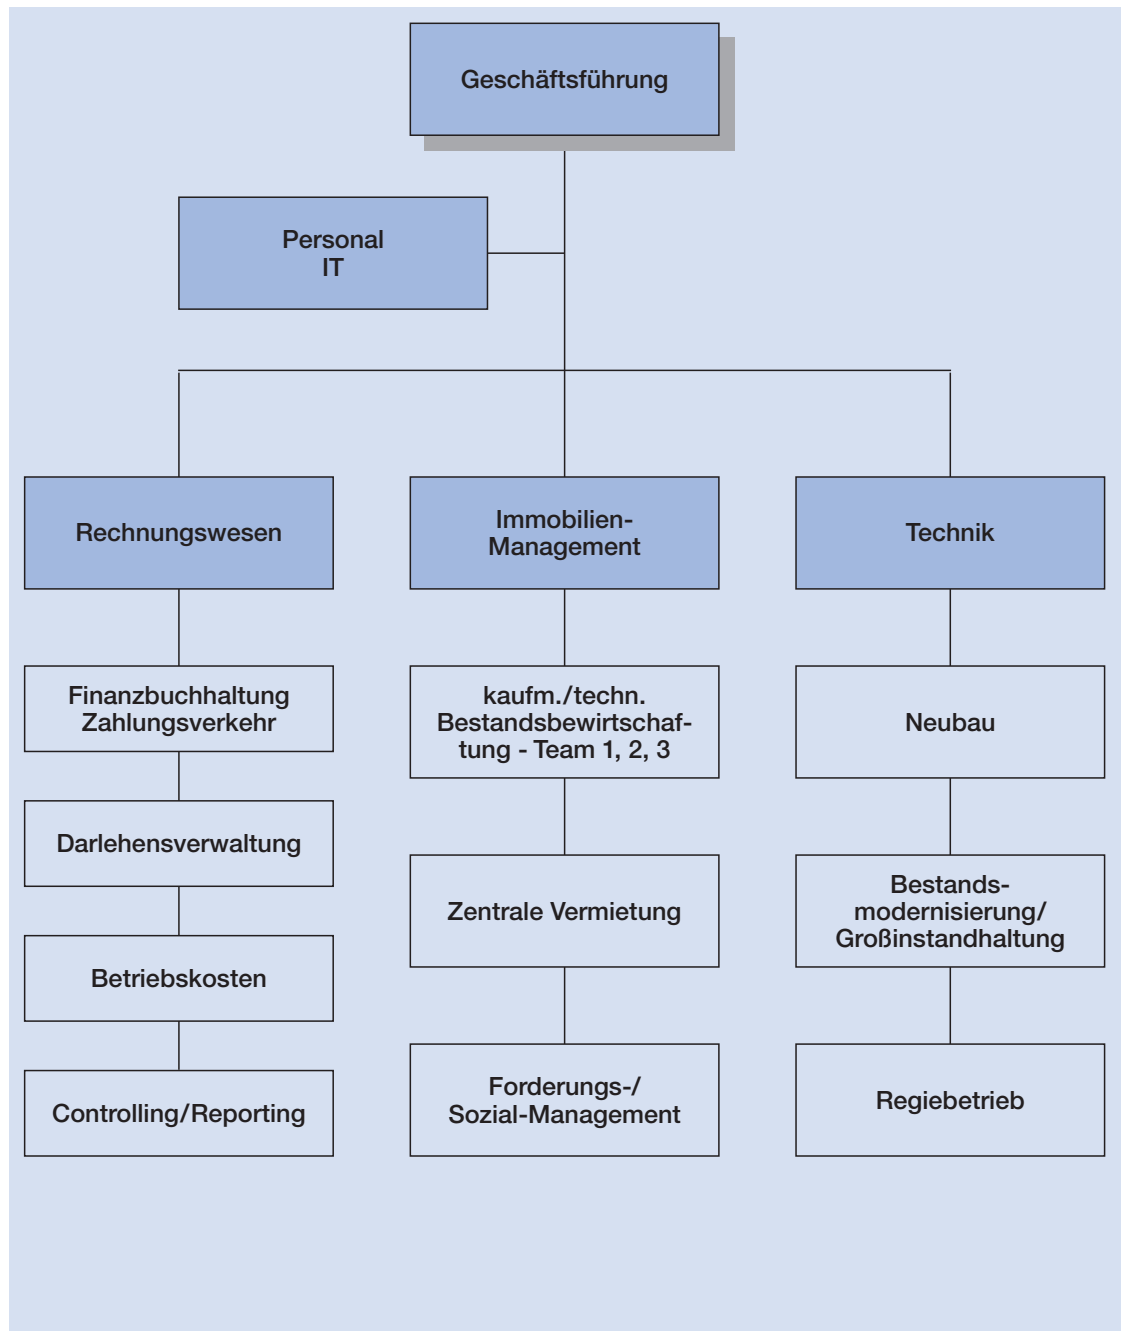 Geschäftsführung
Personal
IT
Rechnungswesen
Immobilien-
Management
Technik
Finanzbuchhaltung
Zahlungsverkehr
Darlehensverwaltung
Betriebskosten
Controlling/Reporting
kaufm./techn.
Bestandsbewirtschaf-
tung - Team 1, 2, 3
Zentrale Vermietung
Forderungs-/
Sozial-Management
Neubau
Bestands-
modernisierung/
Großinstandhaltung
Regiebetrieb